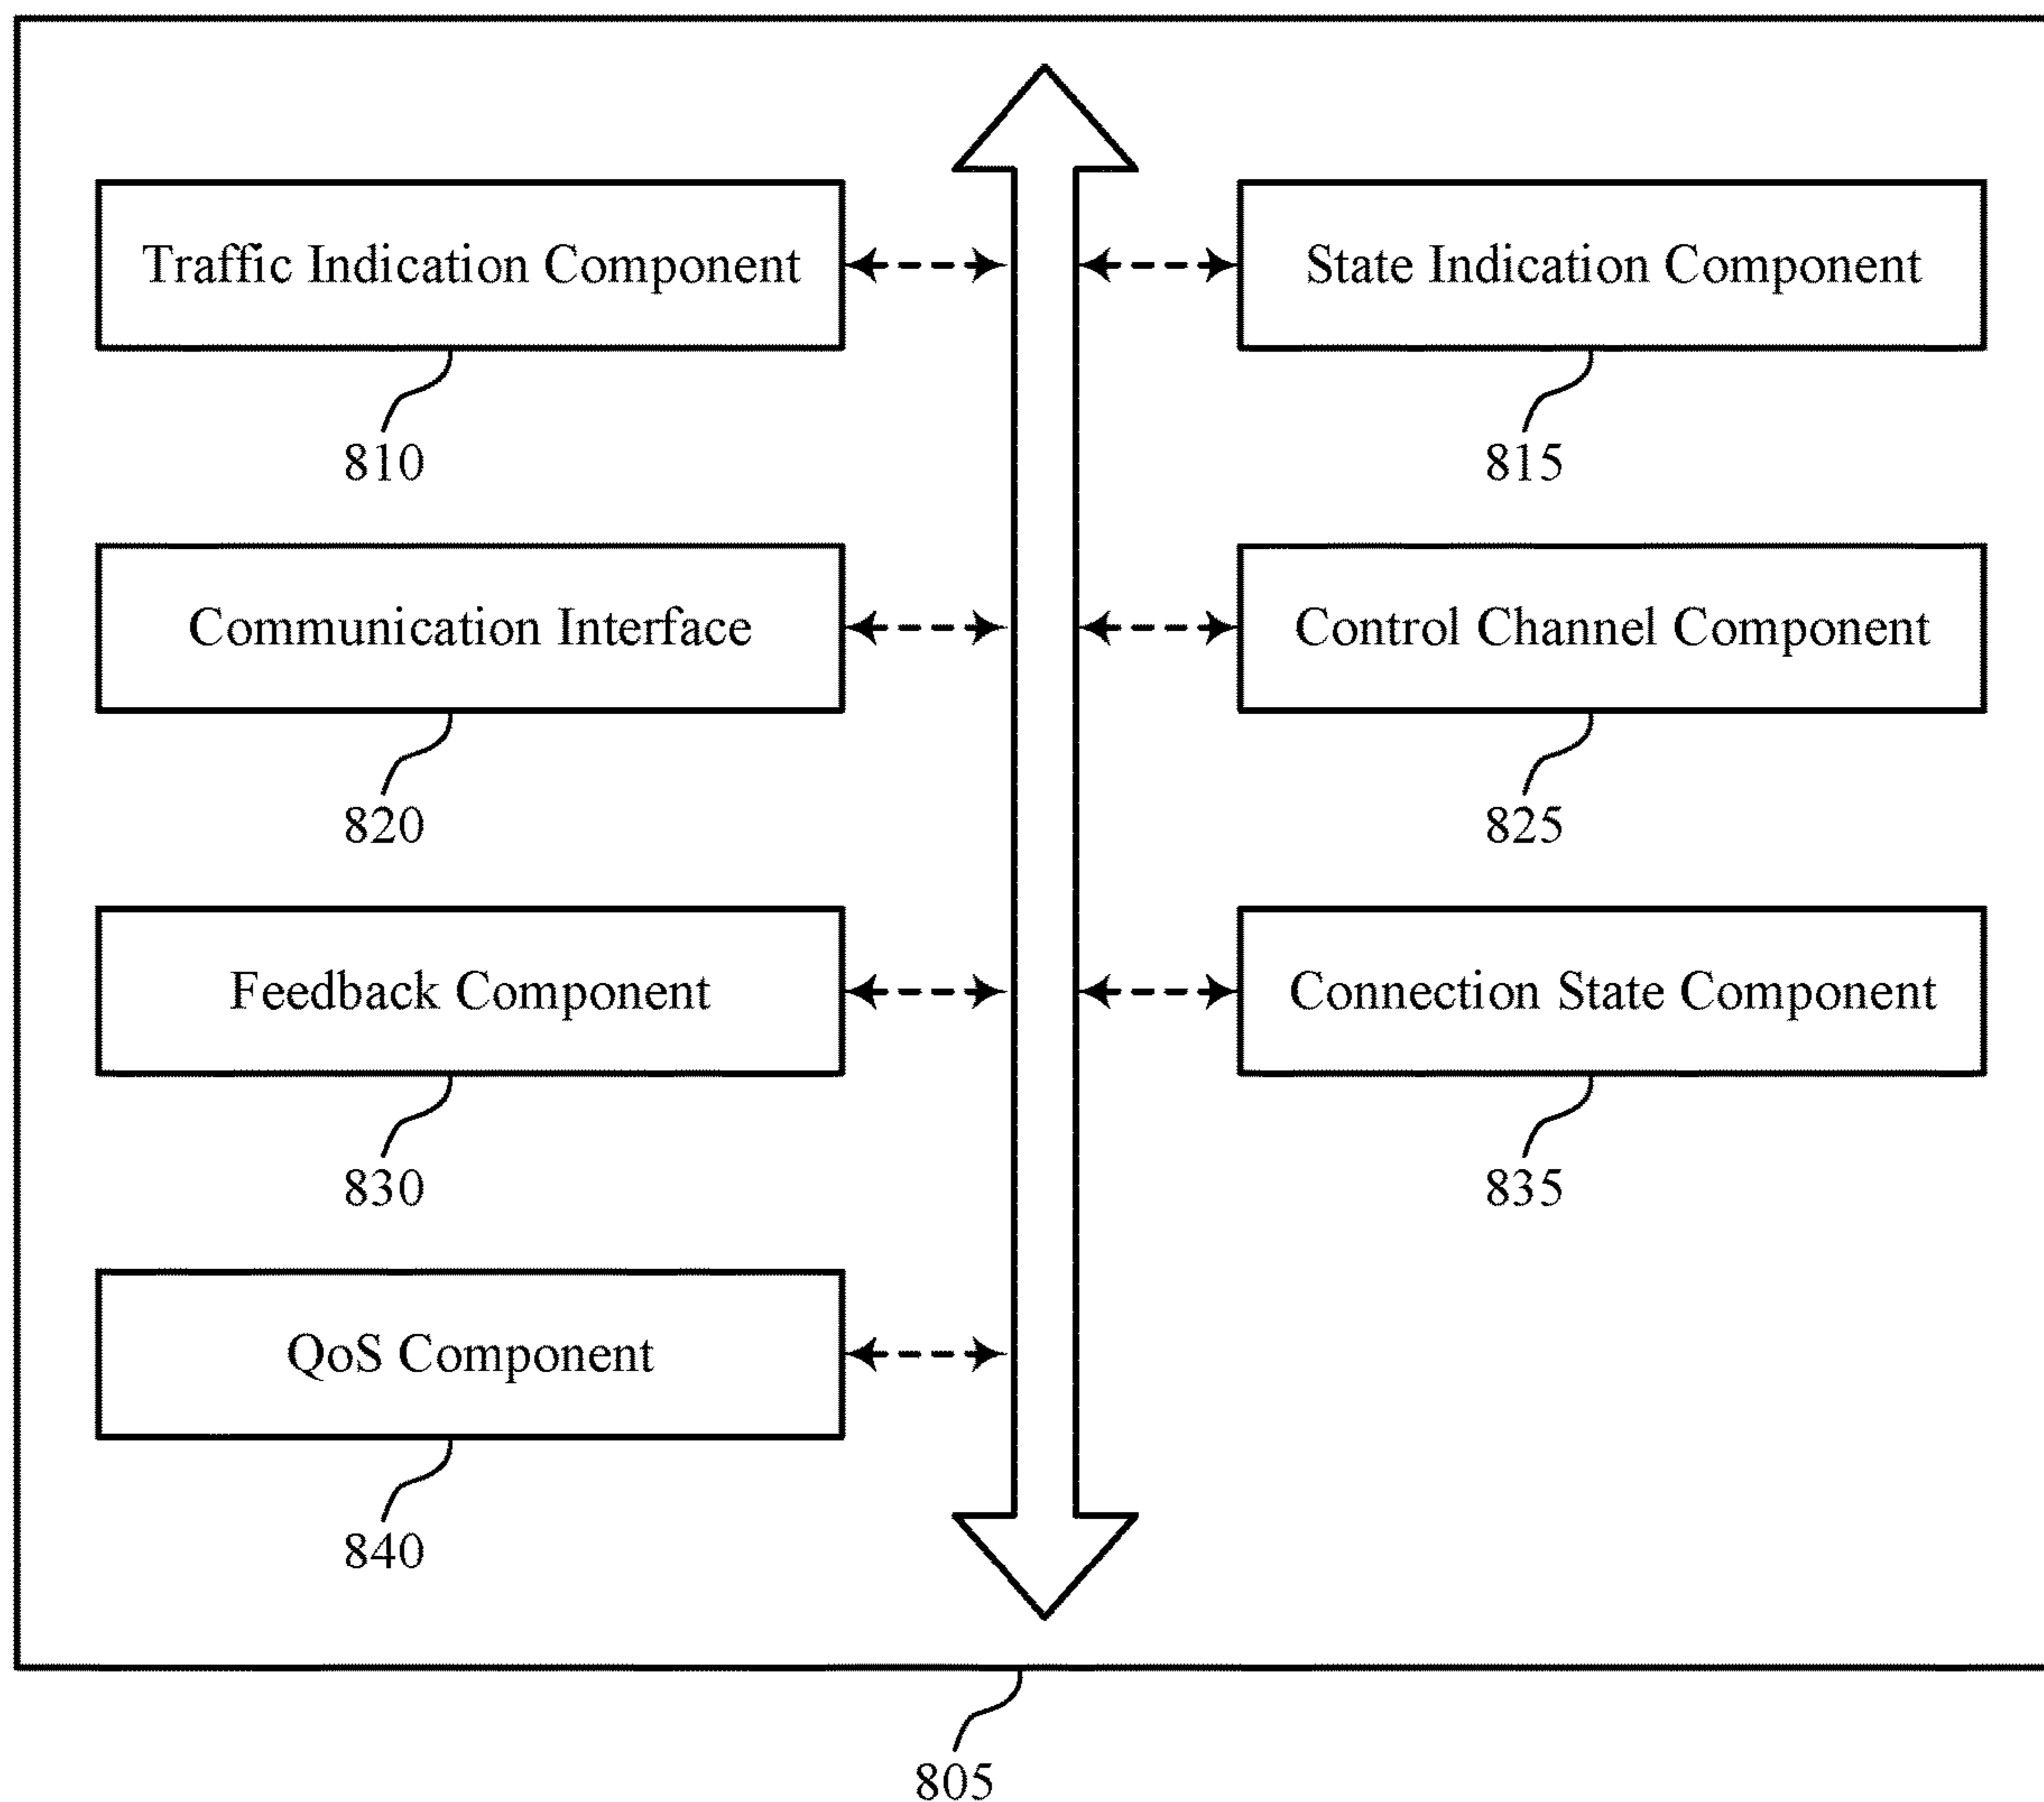 Traffic Indication Component
State Indication Component
810
815
Communication Interface
Control Channel Component
820
825
Feedback Component
Connection State Component
830
835
QoS Component
840
805